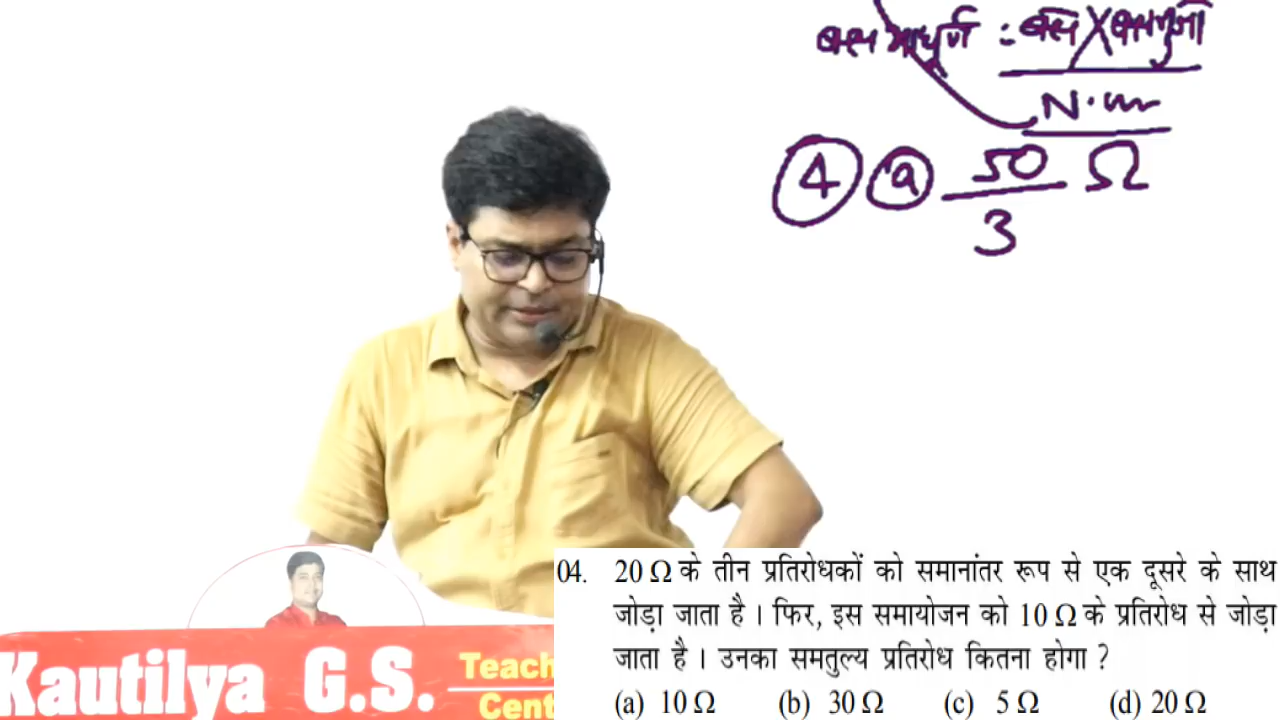 बल आघूर्ण = बल × बलभुजा
N.m
4 a 50/3 Ω
Kautilya G.S.
Teach
Cent
04. 20 Ω के तीन प्रतिरोधकों को समानांतर रूप से एक दूसरे के साथ
जोड़ा जाता है । फिर, इस समायोजन को 10 Ω के प्रतिरोध से जोड़ा
जाता है । उनका समतुल्य प्रतिरोध कितना होगा ?
(a) 10 Ω (b) 30 Ω (c) 5 Ω (d) 20 Ω